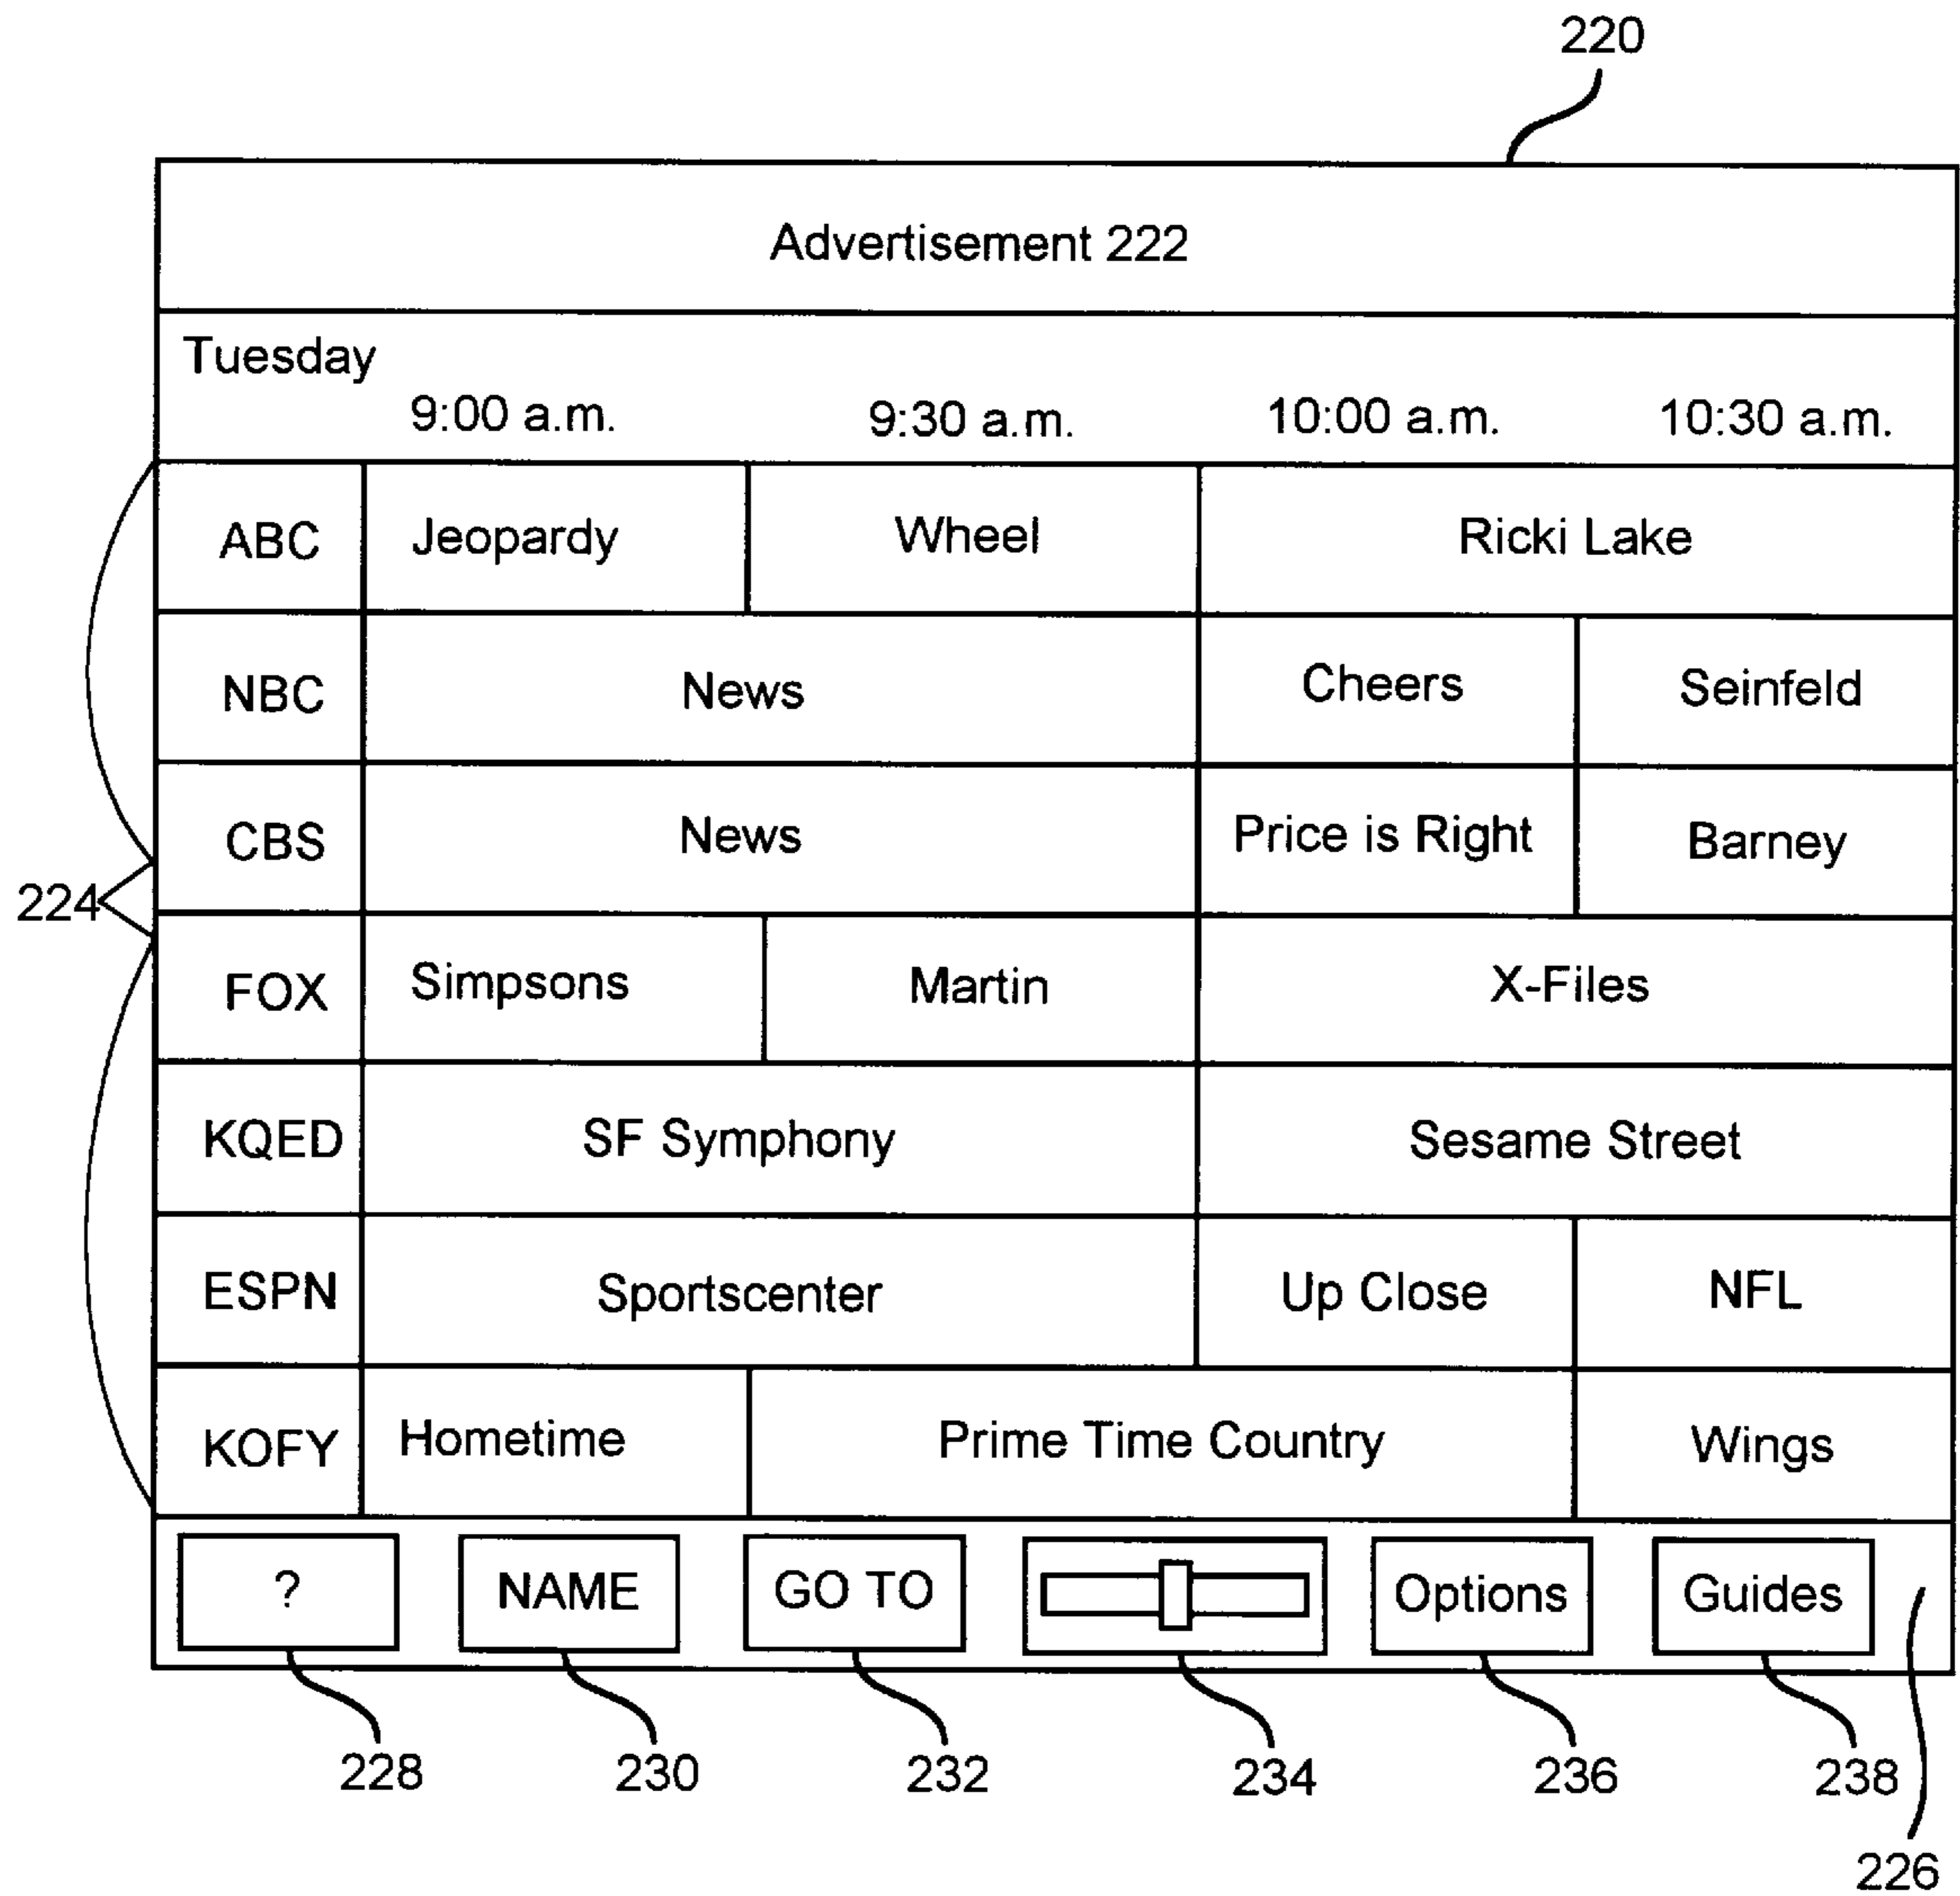 220
Advertisement 222
Tuesday
9:00 a.m. 9:30 a.m. 10:00 a.m. 10:30 a.m.
ABC Jeopardy Wheel Ricki Lake
NBC News Cheers Seinfeld
CBS News Price is Right Barney
224
FOX Simpsons Martin X-Files
KQED SF Symphony Sesame Street
ESPN Sportscenter Up Close NFL
KOFY Hometime Prime Time Country Wings
? NAME GO TO Options Guides
228 230 232 234 236 238
226